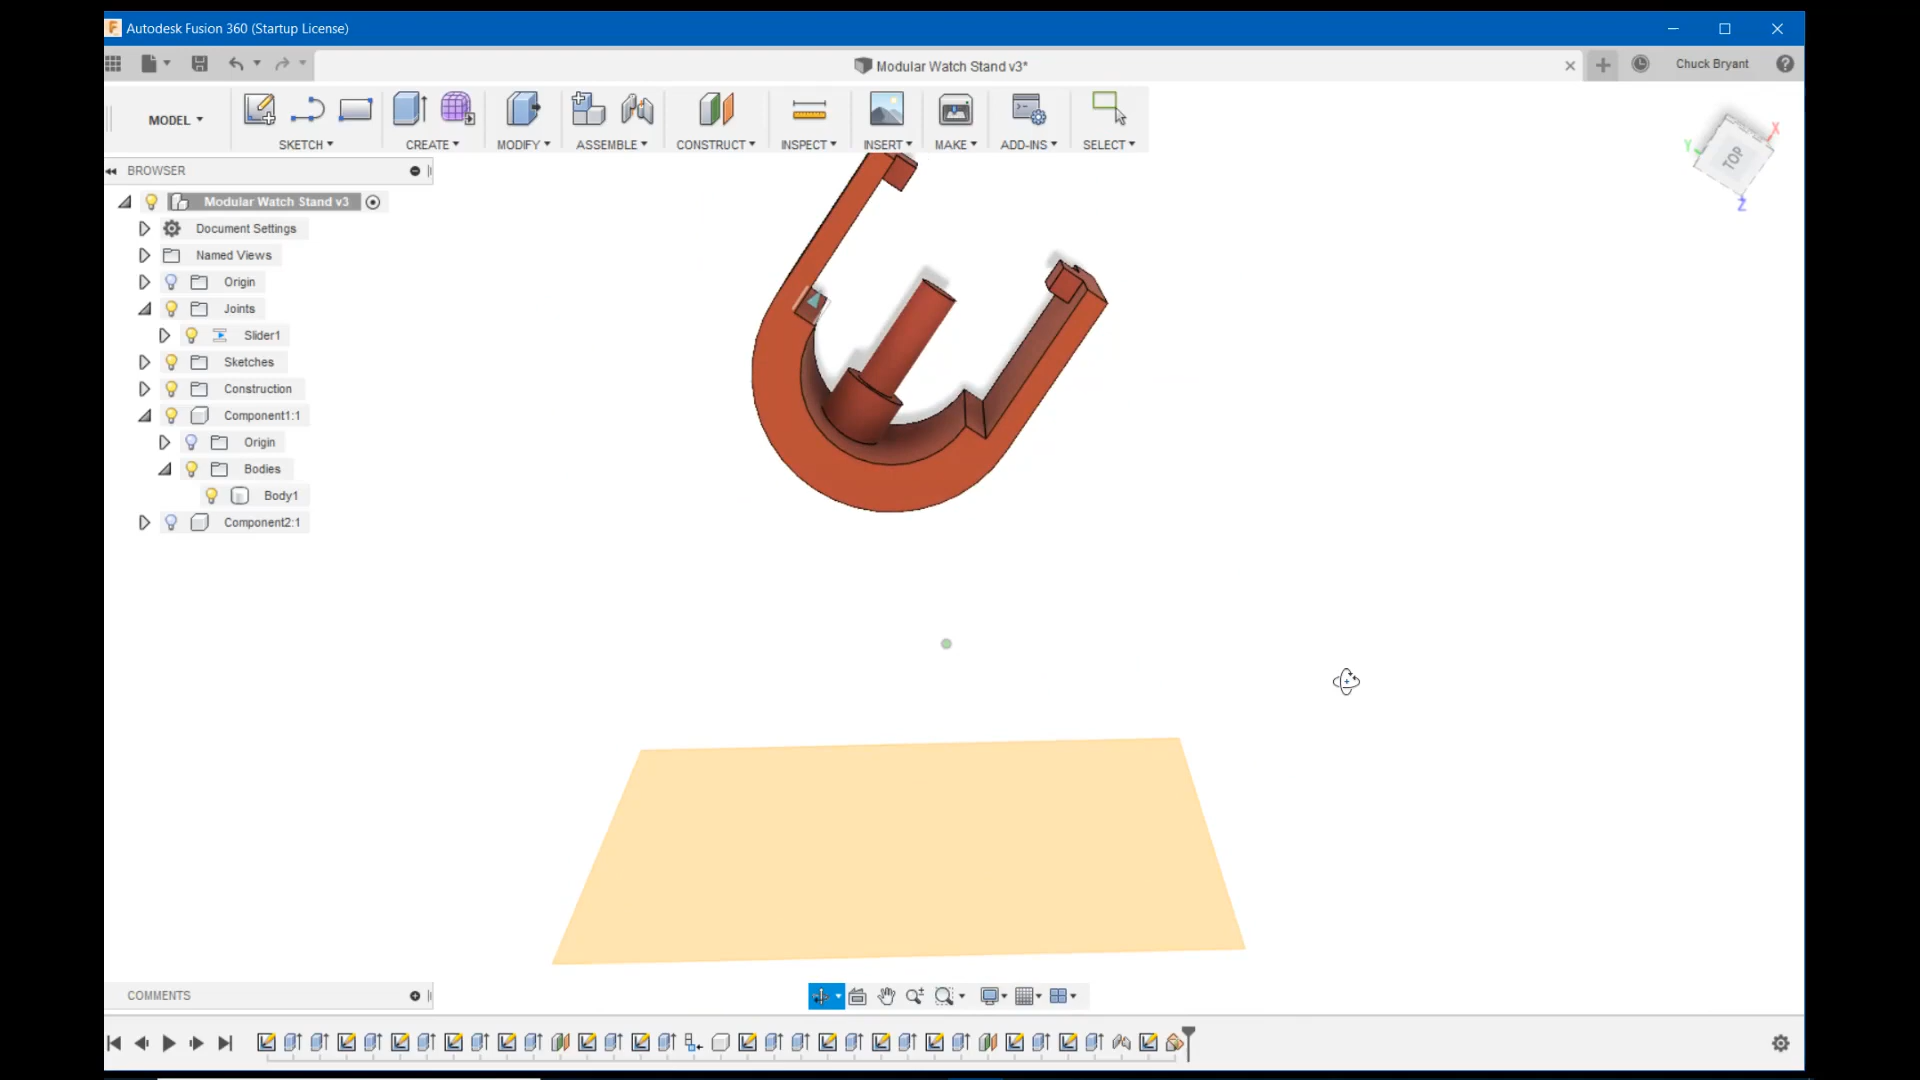 Autodesk Fusion 360 (Startup License)
Modular Watch Stand v3*
Chuck Bryant
MODEL
SKETCH
CREATE
MODIFY
ASSEMBLE
CONSTRUCT
INSPECT
INSERT
MAKE
ADD-INS
SELECT
TOP
X
Y
Z
BROWSER
Modular Watch Stand v3
Document Settings
Named Views
Origin
Joints
Slider1
Sketches
Construction
Component1:1
Origin
Bodies
Body1
Component2:1
COMMENTS